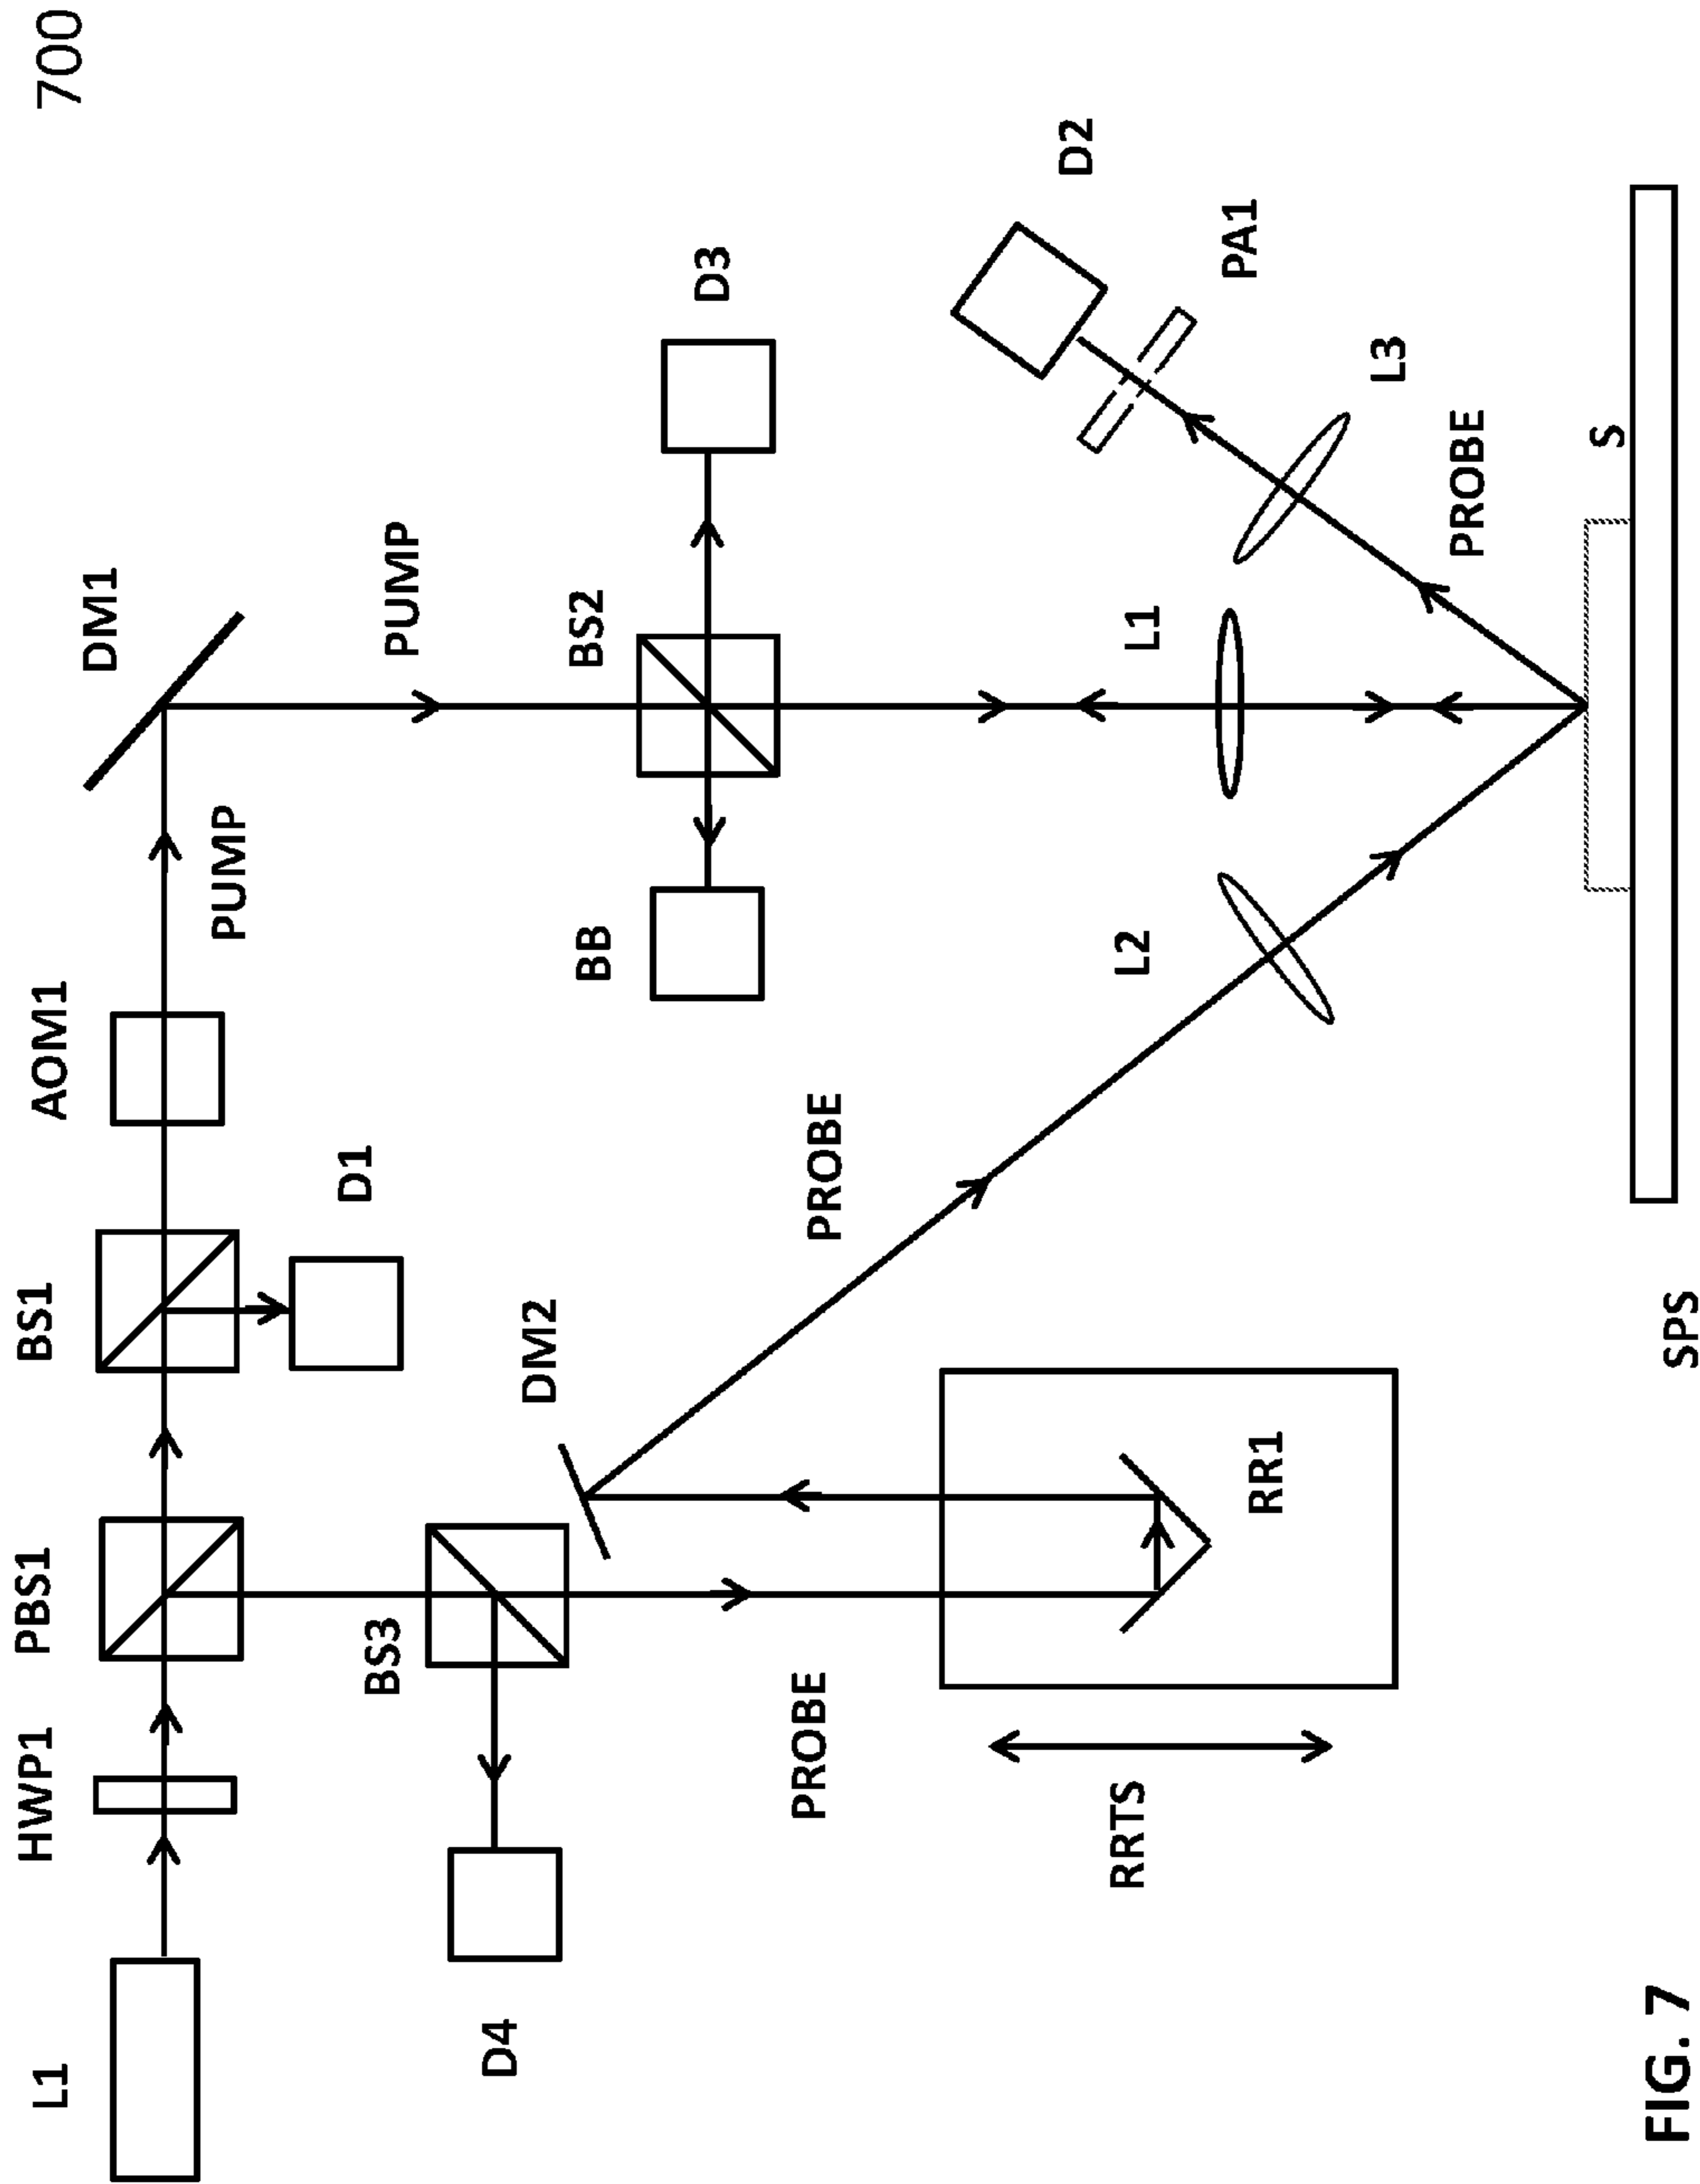 700
L1
HWP1
PBS1
BS1
AOM1
DM1
PUMP
PUMP
D1
D4
BS3
DM2
BB
BS2
D3
D2
PROBE
PROBE
RRTS
RR1
L2
L1
L3
PA1
PROBE
S
SPS
FIG. 7